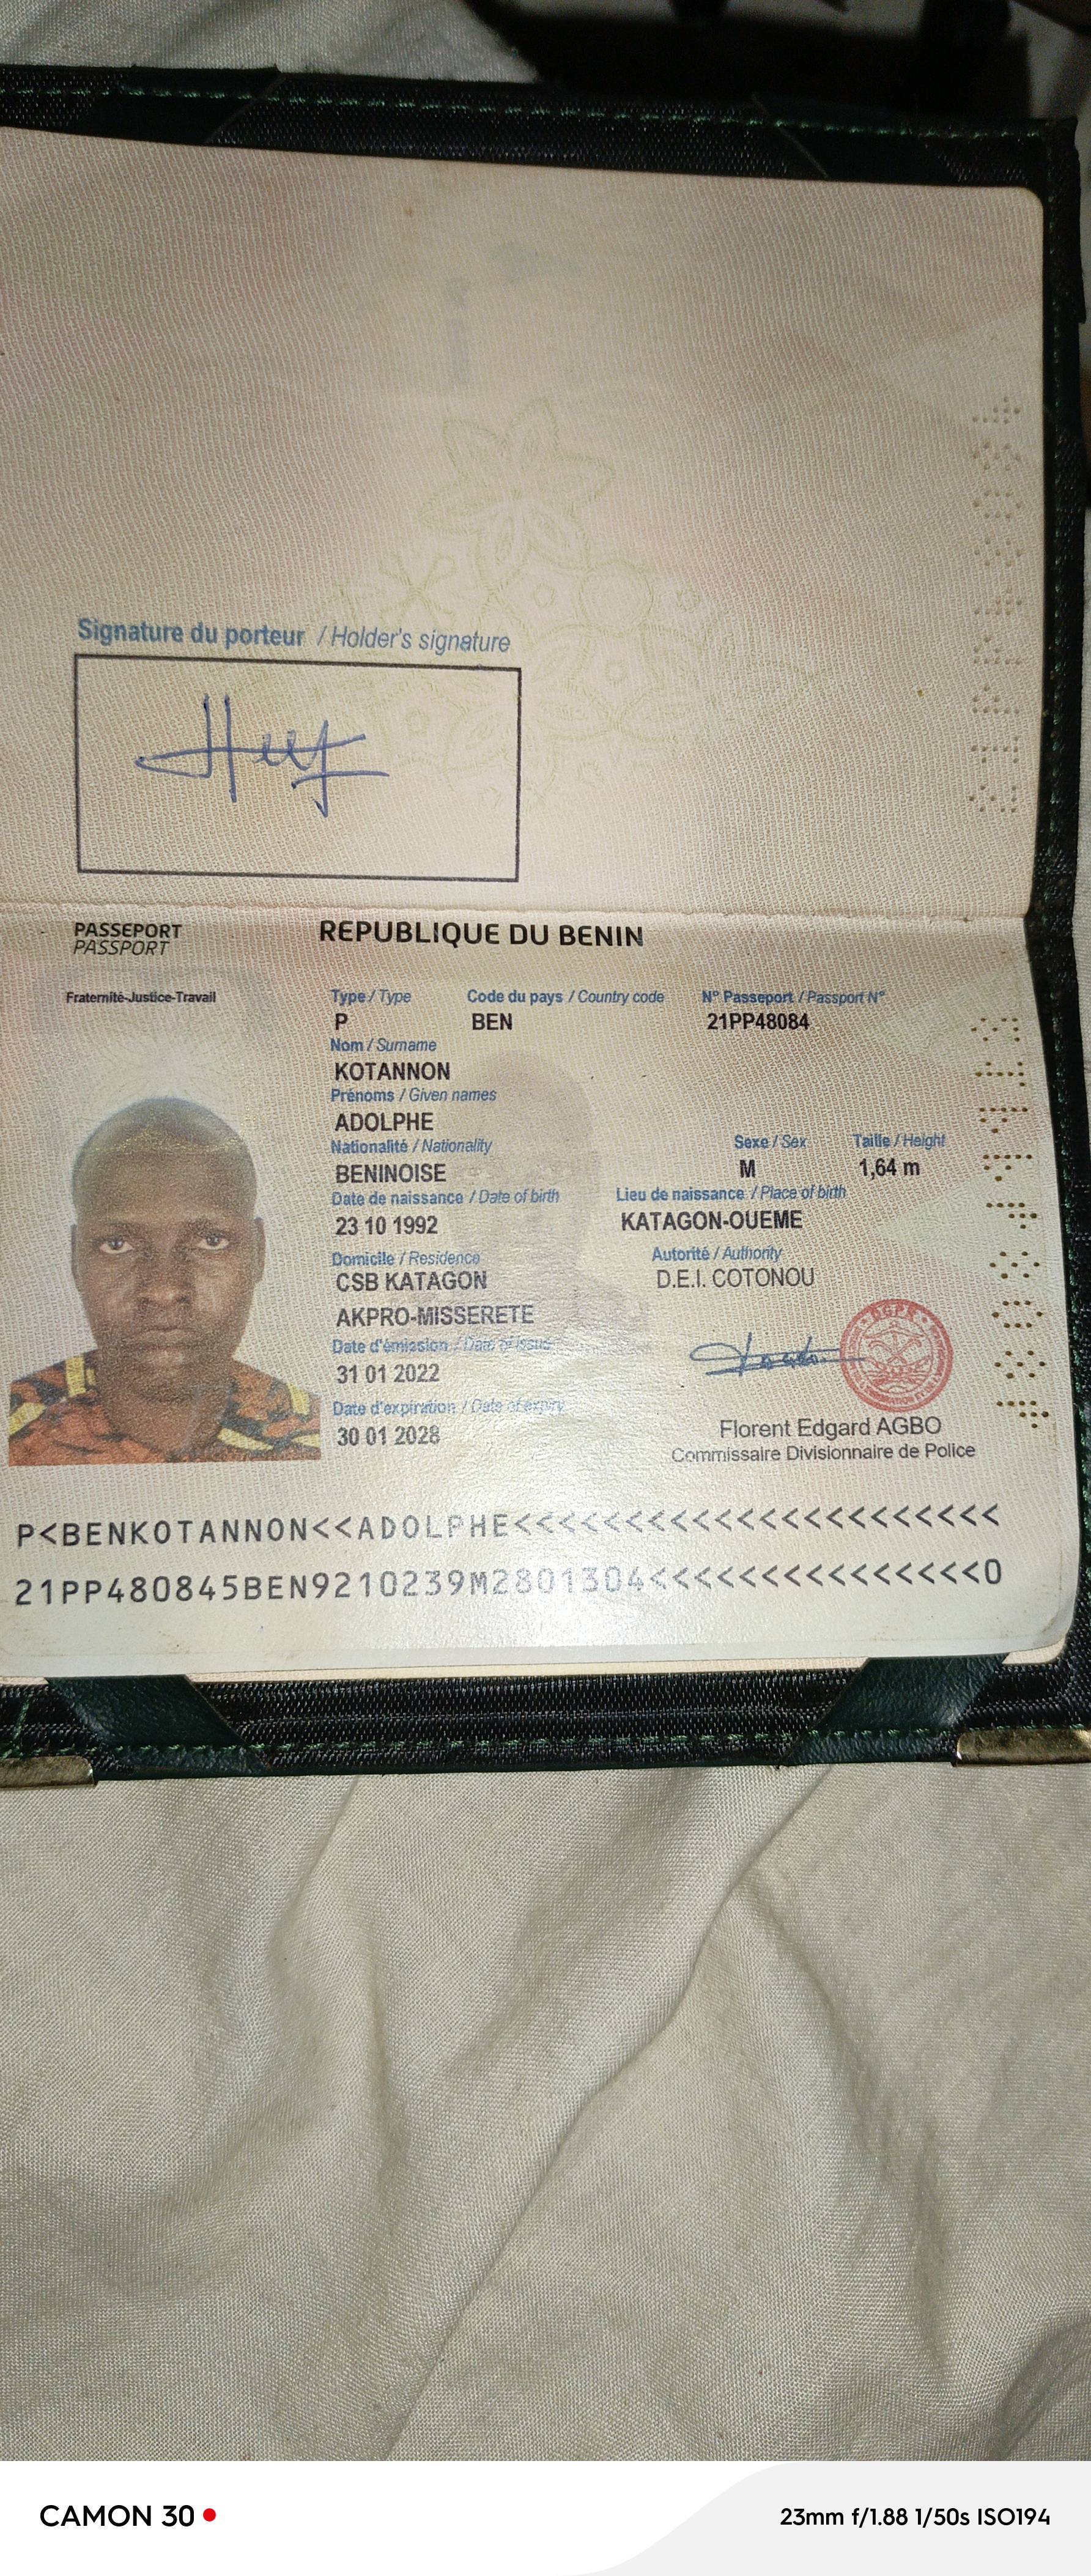 Signature du porteur / Holder's signature
PASSEPORT
PASSPORT
REPUBLIQUE DU BENIN
Fraternité-Justice-Travail
Type / Type Code du pays / Country code N° Passeport / Passport N°
P BEN 21PP48084
Nom / Surname
KOTANNON
Prénoms / Given names
ADOLPHE
Nationalité / Nationality Sexe / Sex Taille / Height
BENINOISE M 1,64 m
Date de naissance / Date of birth Lieu de naissance / Place of birth
23 10 1992 KATAGON-OUEME
Domicile / Residence Autorité / Authority
CSB KATAGON D.E.I. COTONOU
AKPRO-MISSERETE
Date d'émission / Date of issue
31 01 2022
Date d'expiration / Date of expiry
30 01 2028
Florent Edgard AGBO
Commissaire Divisionnaire de Police
P<BENKOTANNON<<ADOLPHE<<<<<<<<<<<<<<<<<<<<<<
21PP480845BEN9210239M2801304<<<<<<<<<<<<<<<0
CAMON 30
23mm f/1.88 1/50s ISO194